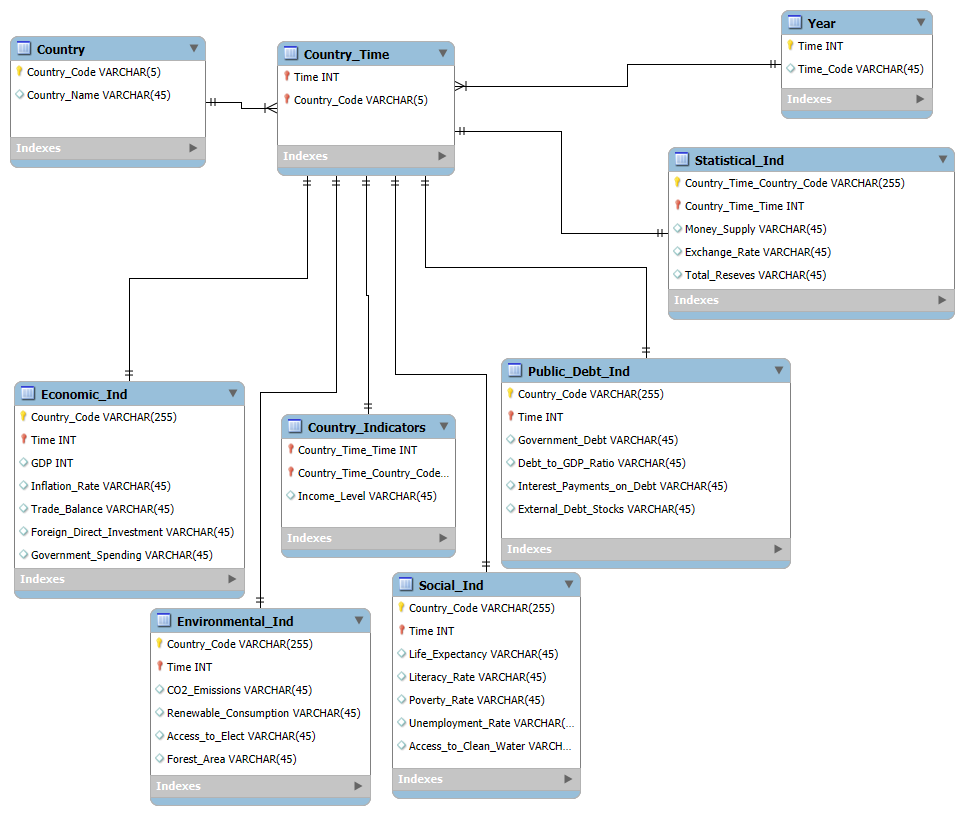 Country
Country_Code VARCHAR(5)
Country_Name VARCHAR(45)
Indexes
Country_Time
Time INT
Country_Code VARCHAR(5)
Indexes
Year
Time INT
Time_Code VARCHAR(45)
Indexes
Statistical_Ind
Country_Time_Country_Code VARCHAR(255)
Country_Time_Time INT
Money_Supply VARCHAR(45)
Exchange_Rate VARCHAR(45)
Total_Reseves VARCHAR(45)
Indexes
Economic_Ind
Country_Code VARCHAR(255)
Time INT
GDP INT
Inflation_Rate VARCHAR(45)
Trade_Balance VARCHAR(45)
Foreign_Direct_Investment VARCHAR(45)
Government_Spending VARCHAR(45)
Indexes
Country_Indicators
Country_Time_Time INT
Country_Time_Country_Code...
Income_Level VARCHAR(45)
Indexes
Public_Debt_Ind
Country_Code VARCHAR(255)
Time INT
Government_Debt VARCHAR(45)
Debt_to_GDP_Ratio VARCHAR(45)
Interest_Payments_on_Debt VARCHAR(45)
External_Debt_Stocks VARCHAR(45)
Indexes
Environmental_Ind
Country_Code VARCHAR(255)
Time INT
CO2_Emissions VARCHAR(45)
Renewable_Consumption VARCHAR(45)
Access_to_Elect VARCHAR(45)
Forest_Area VARCHAR(45)
Indexes
Social_Ind
Country_Code VARCHAR(255)
Time INT
Life_Expectancy VARCHAR(45)
Literacy_Rate VARCHAR(45)
Poverty_Rate VARCHAR(45)
Unemployment_Rate VARCHAR(...
Access_to_Clean_Water VARCH...
Indexes